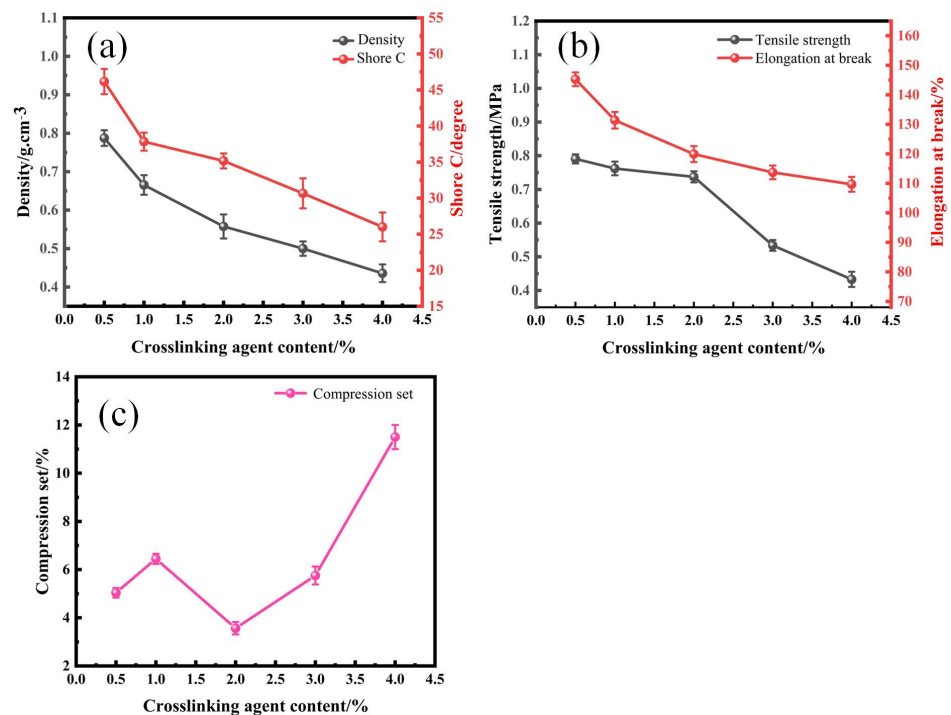 (a)
Density
Shore C
1.1
1.0
0.9
0.8
0.7
0.6
0.5
0.4
Density/g.cm-3
55
50
45
40
35
30
25
20
15
Shore C/degree
0.0 0.5 1.0 1.5 2.0 2.5 3.0 3.5 4.0 4.5
Crosslinking agent content/%
(b)
Tensile strength
Elongation at break
1.2
1.1
1.0
0.9
0.8
0.7
0.6
0.5
0.4
Tensile strength/MPa
160
150
140
130
120
110
100
90
80
70
Elongation at break/%
0.0 0.5 1.0 1.5 2.0 2.5 3.0 3.5 4.0 4.5
Crosslinking agent content/%
(c)
Compression set
14
12
10
8
6
4
2
Compression set/%
0.0 0.5 1.0 1.5 2.0 2.5 3.0 3.5 4.0 4.5
Crosslinking agent content/%